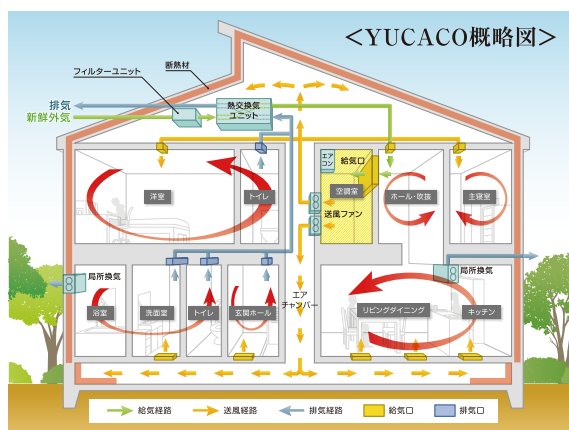 ＜YUCACO概略図＞
断熱材
フィルターユニット
排気
新鮮外気
熱交換気
ユニット
エア
コン
給気口
空調室
送風ファン
洋室
トイレ
ホール・吹抜
主寝室
局所換気
浴室
洗面室
トイレ
玄関ホール
エア
チャンバー
局所換気
リビングダイニング
キッチン
給気経路
送風経路
排気経路
給気口
排気口